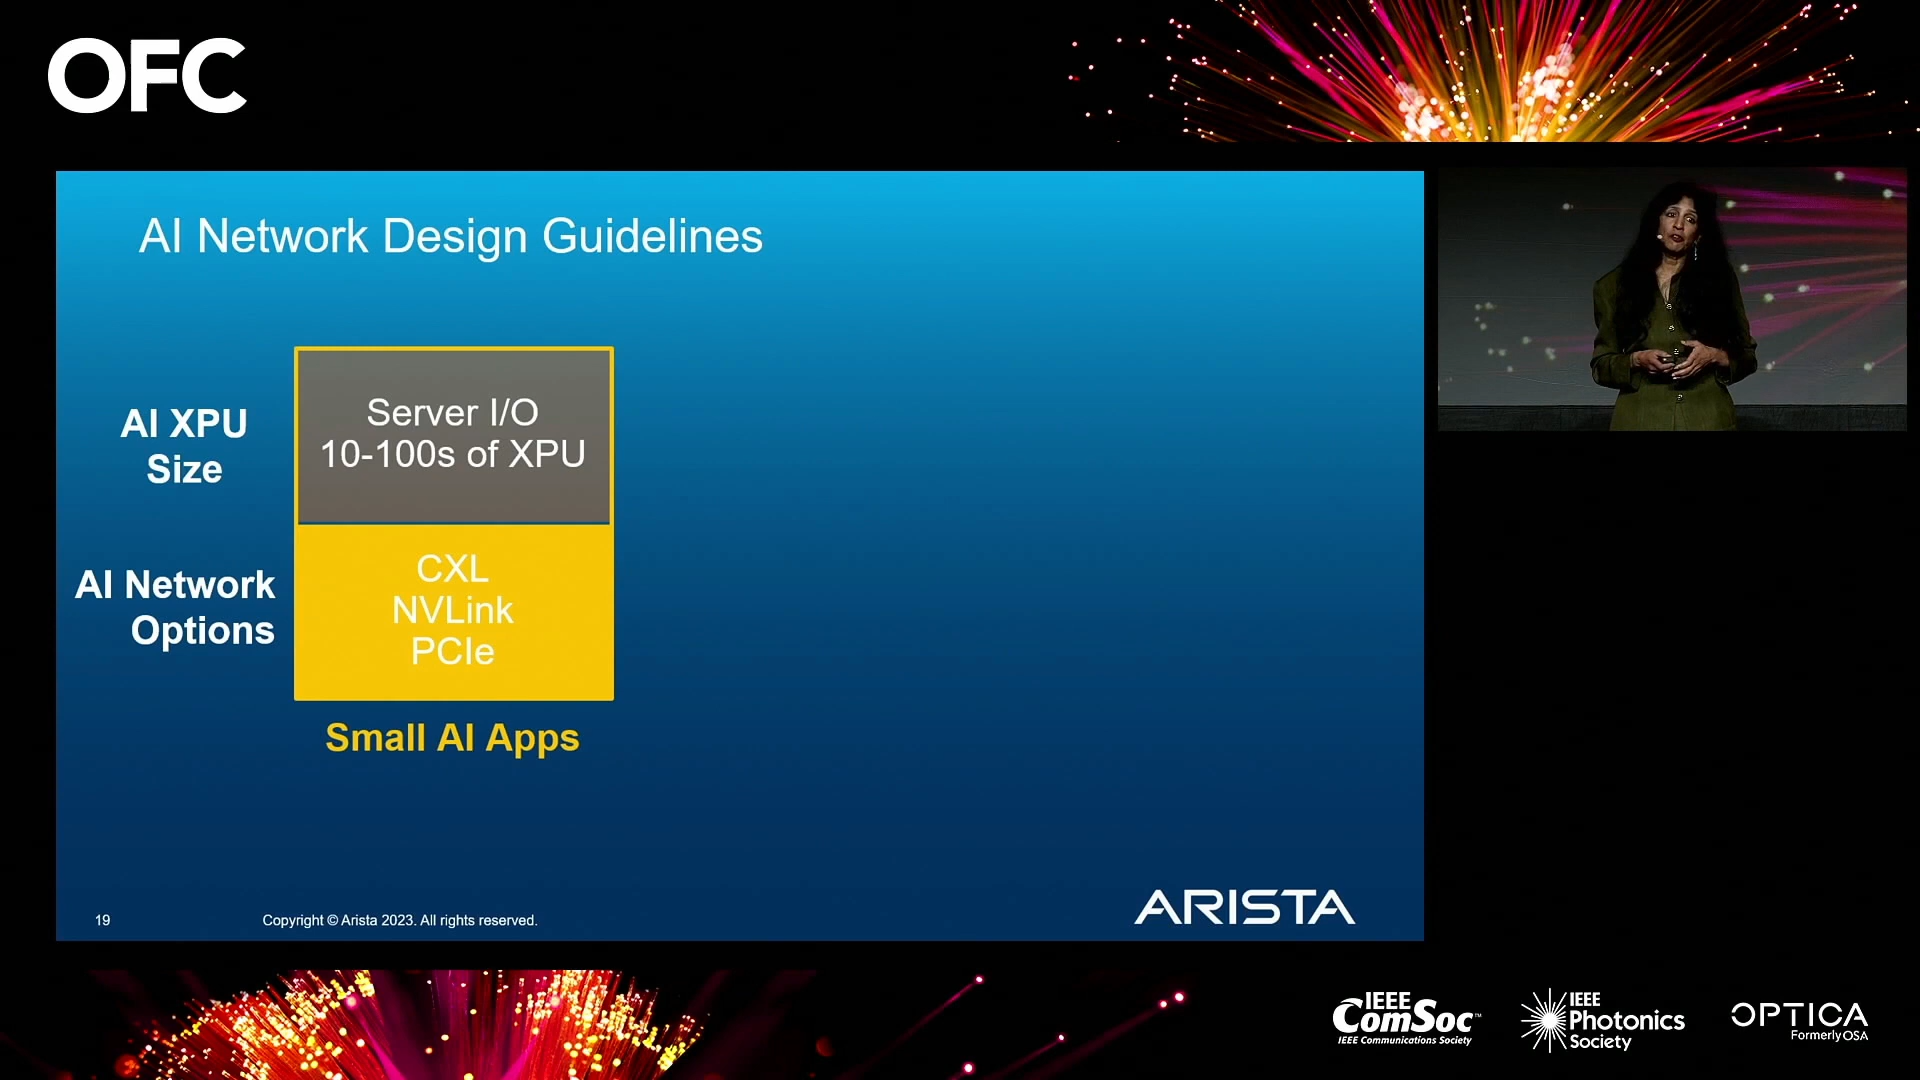 OFC
AI Network Design Guidelines
AI XPU
Size
Server I/O
10-100s of XPU
AI Network
Options
CXL
NVLink
PCIe
Small AI Apps
19
Copyright © Arista 2023. All rights reserved.
ARISTA
IEEE
ComSoc™
IEEE Communications Society
IEEE
Photonics
Society
OPTICA
Formerly OSA